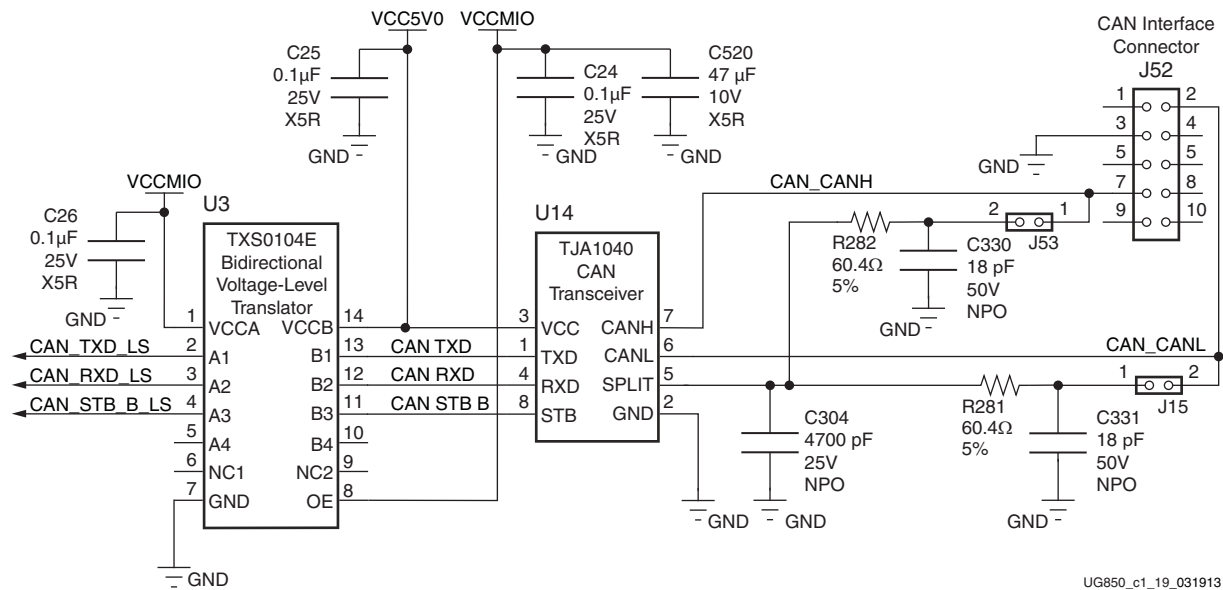 VCC5V0
VCCMIO
C25
0.1µF
25V
X5R
GND
C24
0.1µF
25V
X5R
GND
C520
47 µF
10V
X5R
GND
CAN Interface
Connector
J52
1
2
3
4
5
5
7
8
9
10
GND
VCCMIO
C26
0.1µF
25V
X5R
GND
U3
TXS0104E
Bidirectional
Voltage-Level
Translator
1
VCCA
VCCB
14
CAN_TXD_LS
2
A1
B1
13
CAN TXD
CAN_RXD_LS
3
A2
B2
12
CAN RXD
CAN_STB_B_LS
4
A3
B3
11
CAN STB B
5
A4
B4
10
6
NC1
NC2
9
7
GND
OE
8
GND
U14
TJA1040
CAN
Transceiver
3
VCC
CANH
7
1
TXD
CANL
6
4
RXD
SPLIT
5
8
STB
GND
2
GND
CAN_CANH
R282
60.4Ω
5%
2
1
J53
C330
18 pF
50V
NPO
GND
CAN_CANL
C304
4700 pF
25V
NPO
GND
R281
60.4Ω
5%
1
2
J15
C331
18 pF
50V
NPO
GND
UG850_c1_19_031913